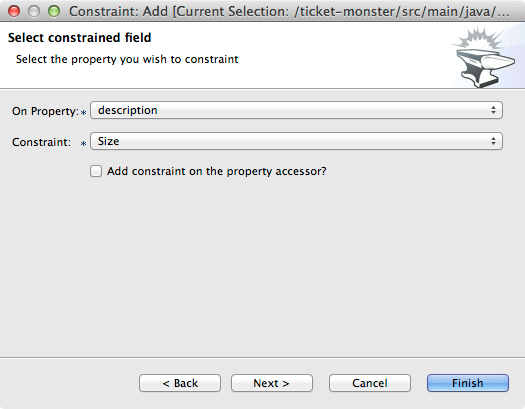 Constraint: Add [Current Selection: /ticket-monster/src/main/java/...
Select constrained field
Select the property you wish to constraint
On Property:* description
Constraint: * Size
Add constraint on the property accessor?
< Back Next > Cancel Finish